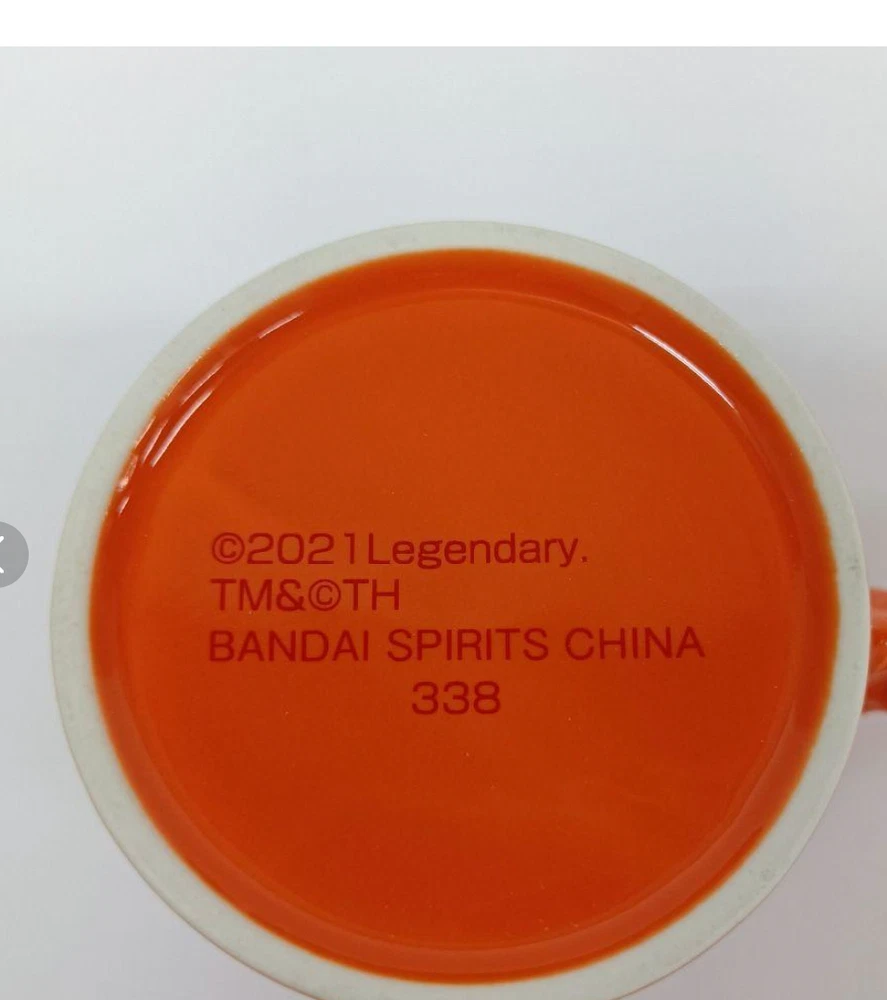 ©2021Legendary.
TM&©TH
BANDAI SPIRITS CHINA
338